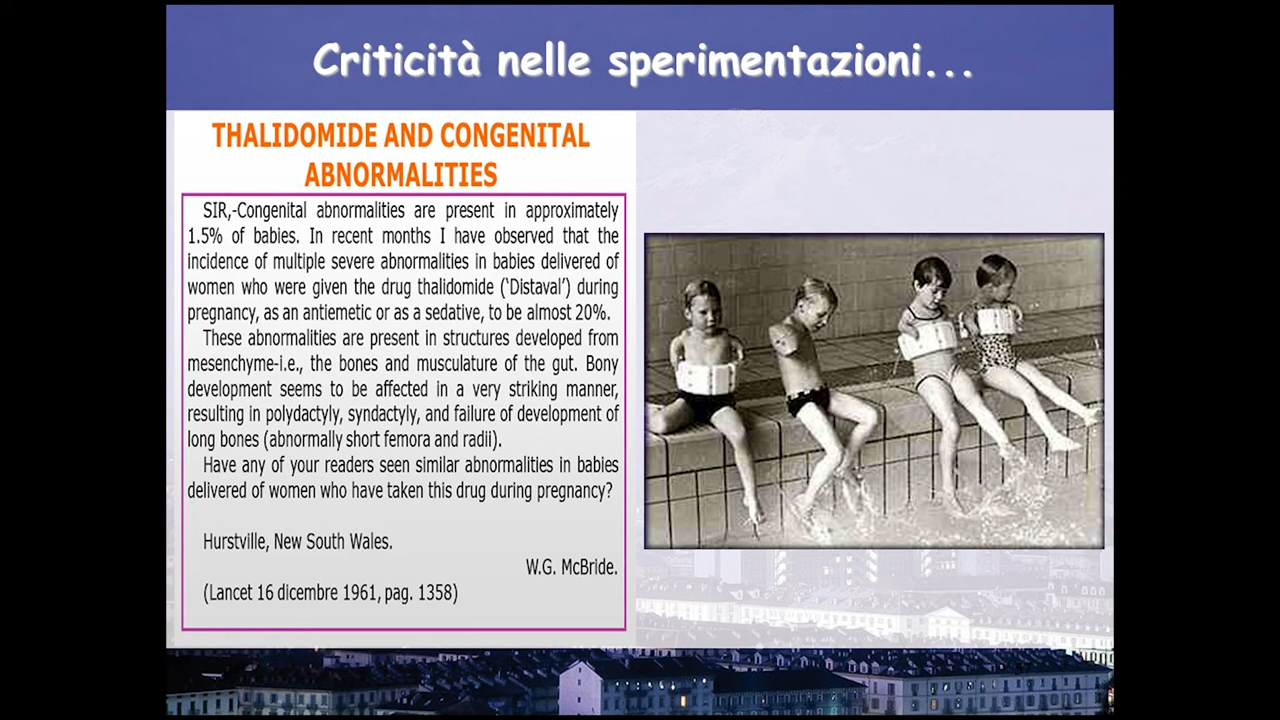 Criticità nelle sperimentazioni...
THALIDOMIDE AND CONGENITAL
ABNORMALITIES
SIR,-Congenital abnormalities are present in approximately
1.5% of babies. In recent months I have observed that the
incidence of multiple severe abnormalities in babies delivered of
women who were given the drug thalidomide (‘Distaval’) during
pregnancy, as an antiemetic or as a sedative, to be almost 20%.
These abnormalities are present in structures developed from
mesenchyme-i.e., the bones and musculature of the gut. Bony
development seems to be affected in a very striking manner,
resulting in polydactyly, syndactyly, and failure of development of
long bones (abnormally short femora and radii).
Have any of your readers seen similar abnormalities in babies
delivered of women who have taken this drug during pregnancy?
Hurstville, New South Wales.
W.G. McBride.
(Lancet 16 dicembre 1961, pag. 1358)